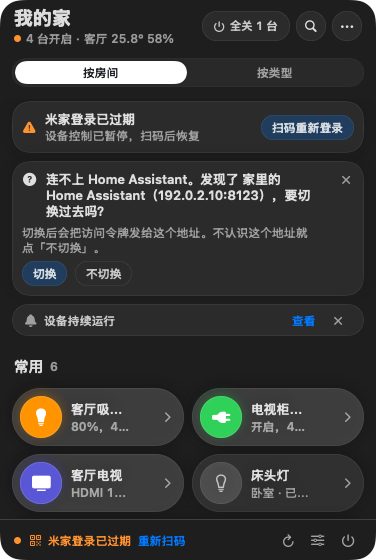 我的家
4 台开启 · 客厅 25.8° 58%
全关 1 台
按房间
按类型
米家登录已过期
设备控制已暂停，扫码后恢复
扫码重新登录
连不上 Home Assistant。发现了 家里的
Home Assistant（192.0.2.10:8123），要切
换过去吗？
切换后会把访问令牌发给这个地址。不认识这个地址就
点「不切换」。
切换
不切换
设备持续运行
查看
常用 6
客厅吸...
80%，4...
电视柜...
开启，4...
客厅电视
HDMI 1...
床头灯
卧室 · 已...
米家登录已过期 重新扫码